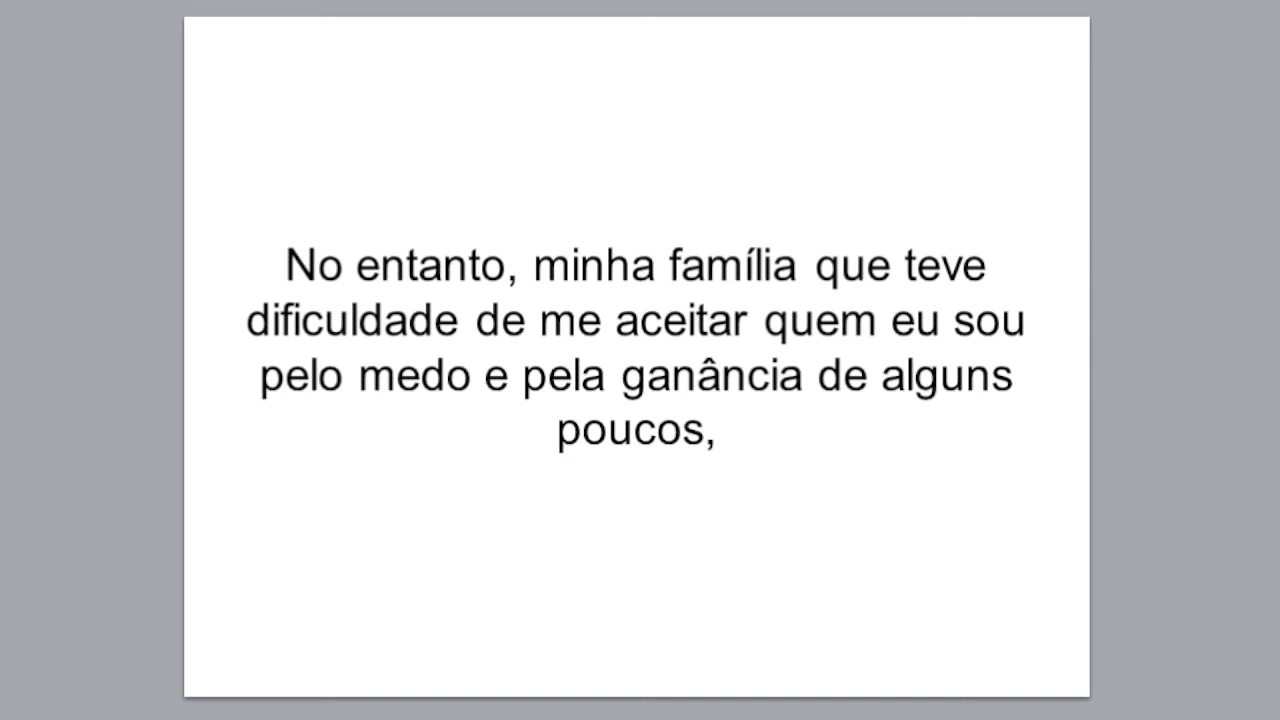 No entanto, minha família que teve
dificuldade de me aceitar quem eu sou
pelo medo e pela ganância de alguns
poucos,